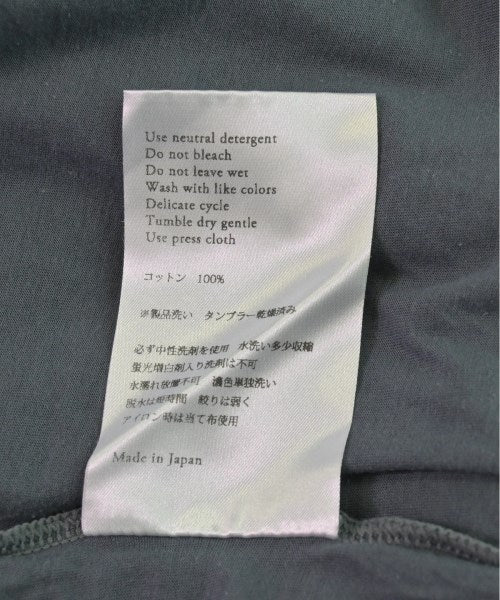 Use neutral detergent
Do not bleach
Do not leave wet
Wash with like colors
Delicate cycle
Tumble dry gentle
Use press cloth
コットン 100%
※製品洗い タンブラー乾燥済み
必ず中性洗剤を使用 水洗い多少収縮
蛍光増白剤入り洗剤は不可
水濡れ放置不可 濃色単独洗い
脱水は短時間 絞りは弱く
アイロン時は当て布使用
Made in Japan